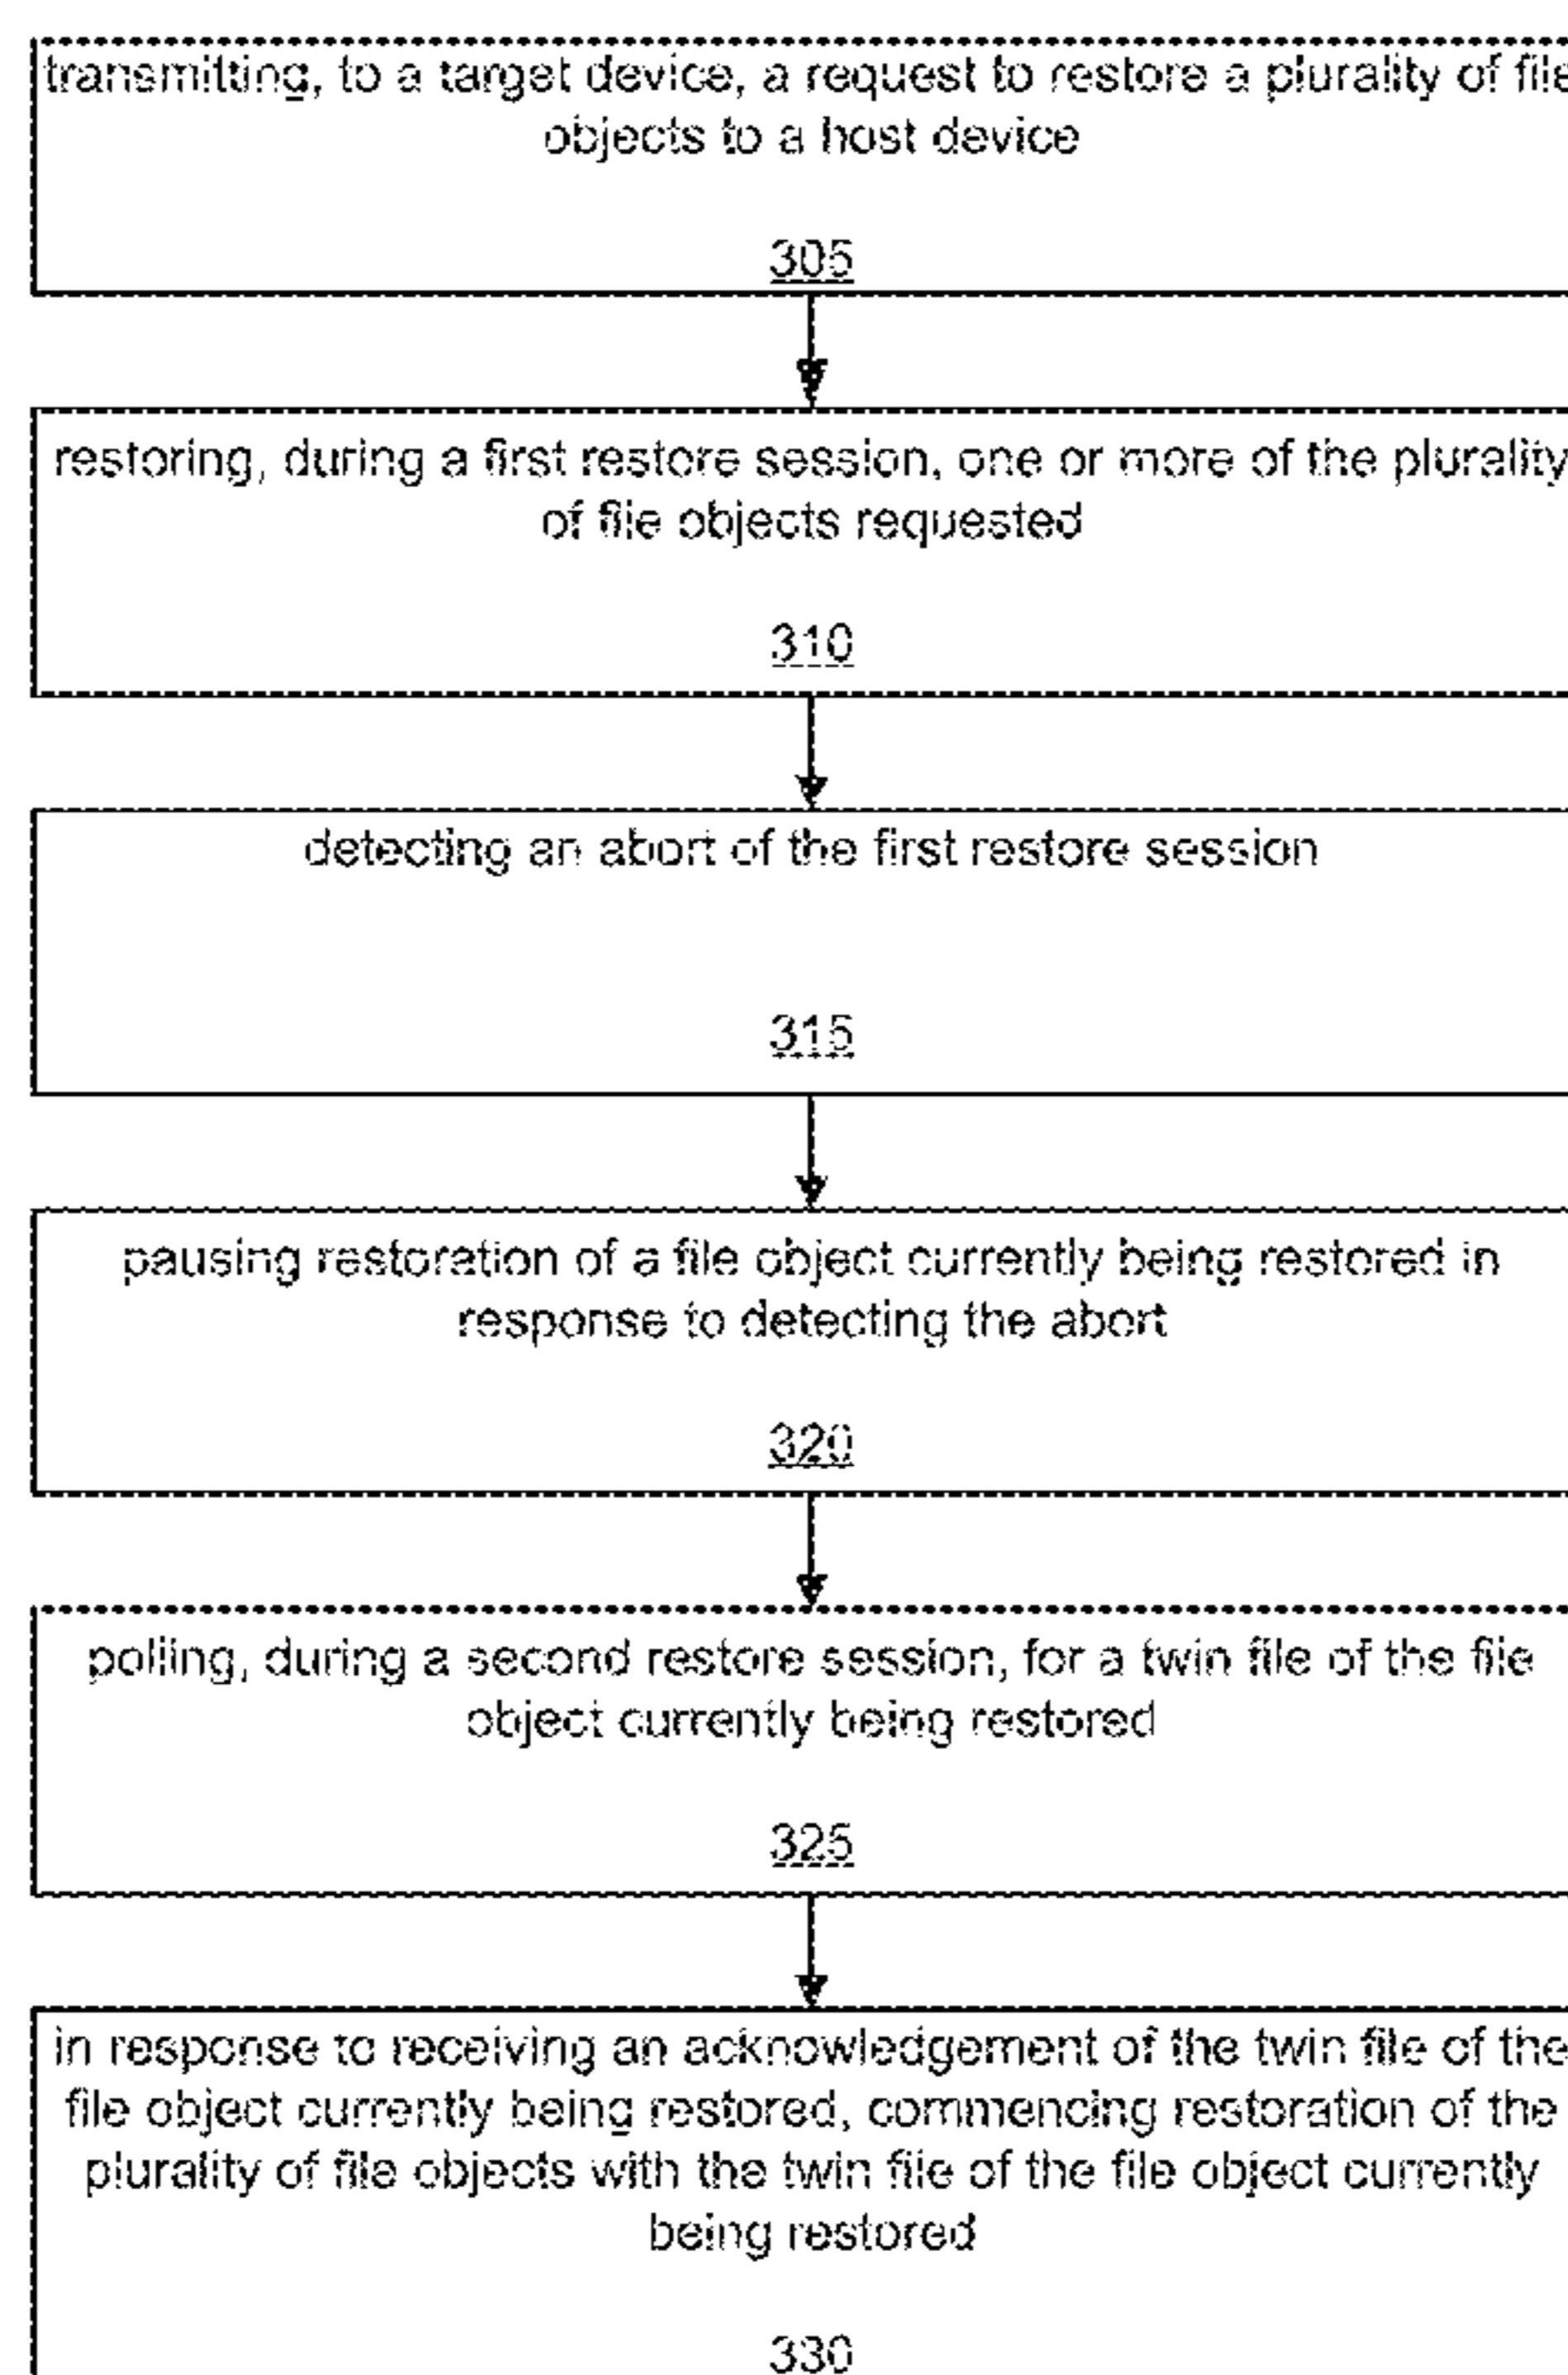 transmitting, to a target device, a request to restore a plurality of file
objects to a host device
305
restoring, during a first restore session, one or more of the plurality
of file objects requested
310
detecting an abort of the first restore session
315
pausing restoration of a file object currently being restored in
response to detecting the abort
320
polling, during a second restore session, for a twin file of the file
object currently being restored
325
in response to receiving an acknowledgement of the twin file of the
file object currently being restored, commencing restoration of the
plurality of file objects with the twin file of the file object currently
being restored
330